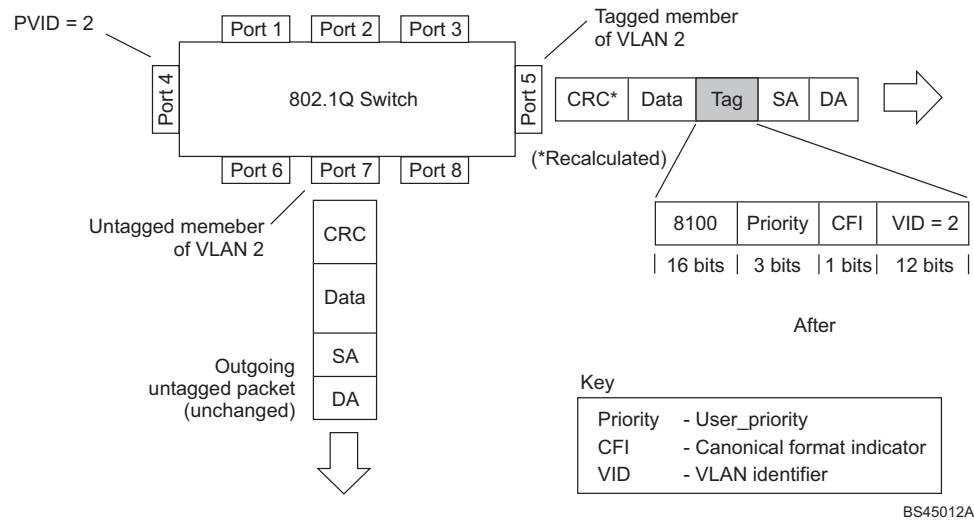 PVID = 2
Port 1
Port 2
Port 3
Tagged member
of VLAN 2
Port 4
802.1Q Switch
Port 5
CRC*
Data
Tag
SA
DA
(*Recalculated)
Port 6
Port 7
Port 8
Untagged memeber
of VLAN 2
CRC
Data
SA
DA
8100
Priority
CFI
VID = 2
16 bits
3 bits
1 bits
12 bits
After
Outgoing
untagged packet
(unchanged)
Key
Priority - User_priority
CFI - Canonical format indicator
VID - VLAN identifier
BS45012A